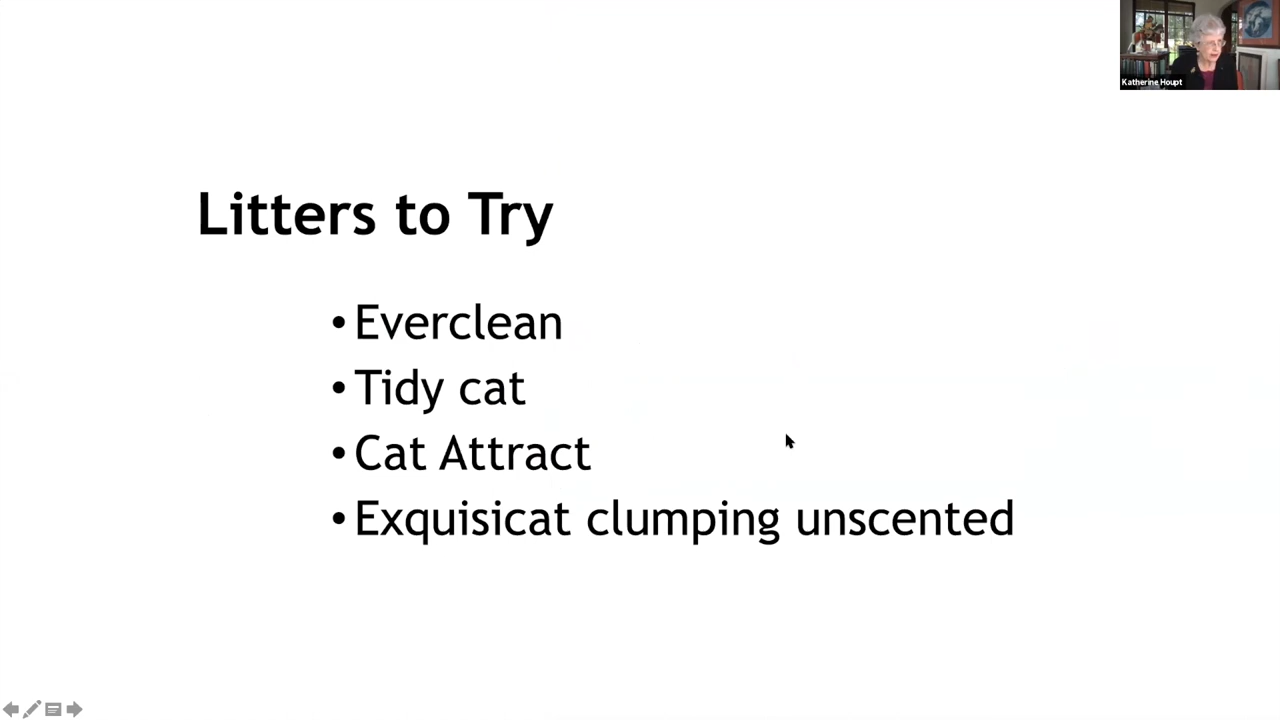 Katherine Houpt
Litters to Try
• Everclean
• Tidy cat
• Cat Attract
• Exquisicat clumping unscented